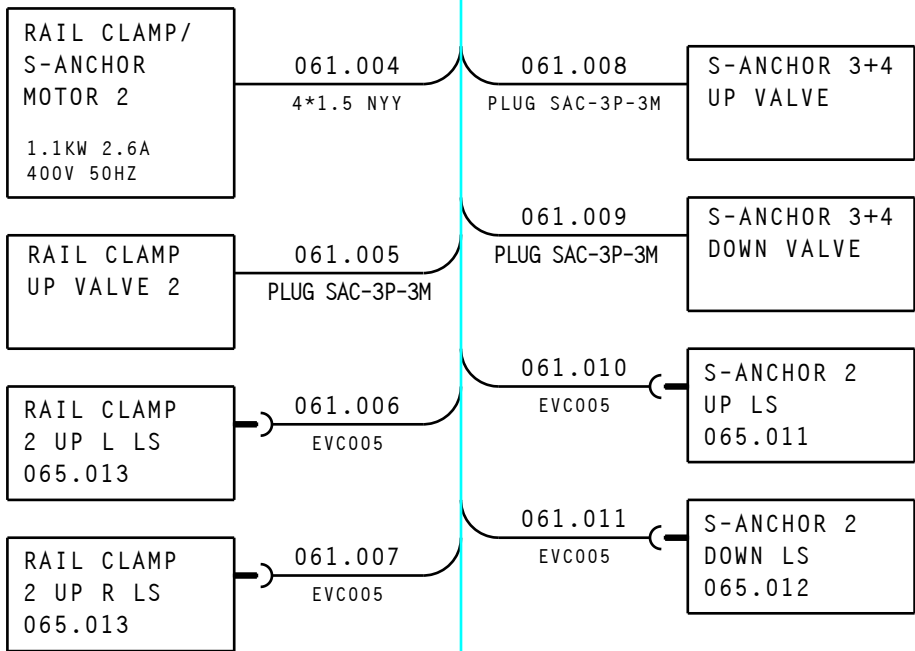 RAIL CLAMP/
S-ANCHOR
MOTOR 2
1.1KW 2.6A
400V 50HZ
061.004
4*1.5 NYY
RAIL CLAMP
UP VALVE 2
061.005
PLUG SAC-3P-3M
RAIL CLAMP
2 UP L LS
065.013
061.006
EVC005
RAIL CLAMP
2 UP R LS
065.013
061.007
EVC005
061.008
PLUG SAC-3P-3M
S-ANCHOR 3+4
UP VALVE
061.009
PLUG SAC-3P-3M
S-ANCHOR 3+4
DOWN VALVE
061.010
EVC005
S-ANCHOR 2
UP LS
065.011
061.011
EVC005
S-ANCHOR 2
DOWN LS
065.012